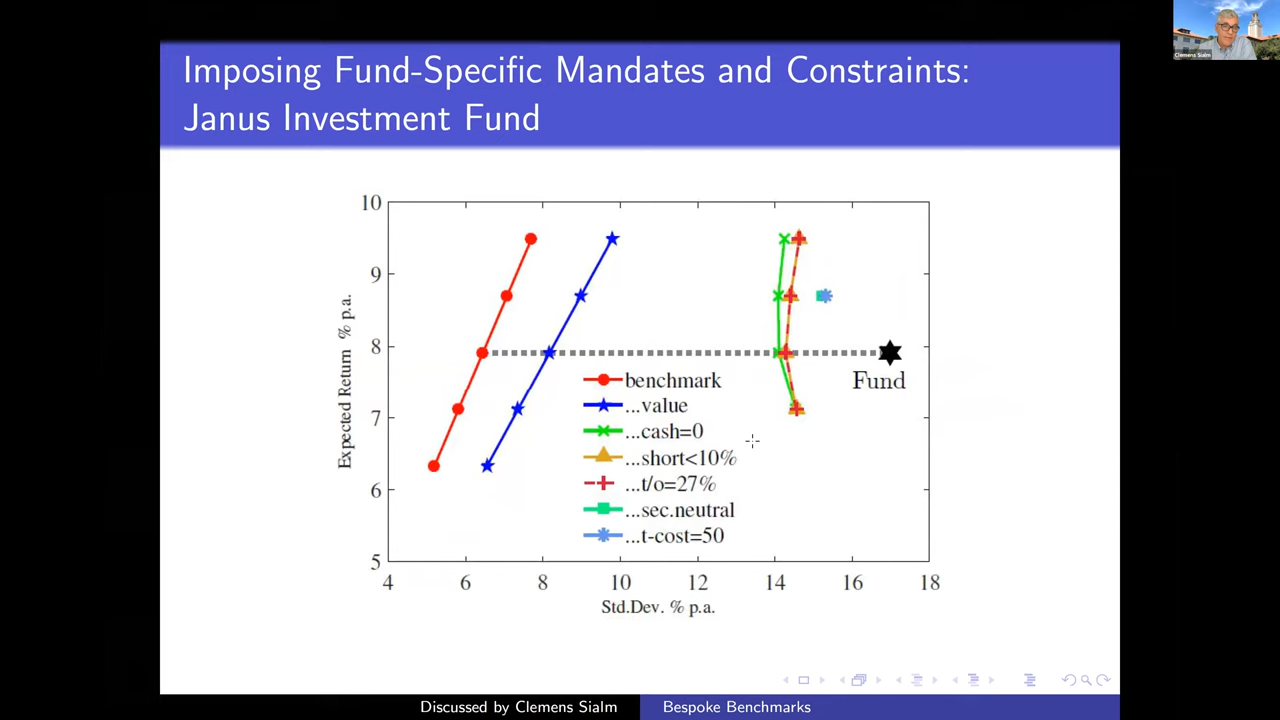 Clemens Sialm
Imposing Fund-Specific Mandates and Constraints:
Janus Investment Fund
10
9
8
7
6
5
Expected Return % p.a.
Fund
benchmark
...value
...cash=0
...short<10%
...t/o=27%
...sec.neutral
...t-cost=50
4 6 8 10 12 14 16 18
Std.Dev. % p.a.
Discussed by Clemens Sialm Bespoke Benchmarks